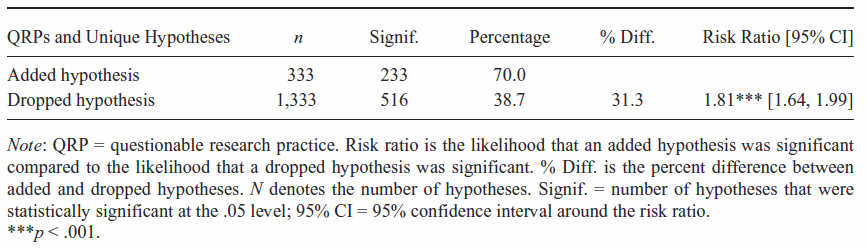 QRPs and Unique Hypotheses n Signif. Percentage % Diff. Risk Ratio [95% CI]
Added hypothesis 333 233 70.0
Dropped hypothesis 1,333 516 38.7 31.3 1.81*** [1.64, 1.99]
Note: QRP = questionable research practice. Risk ratio is the likelihood that an added hypothesis was significant
compared to the likelihood that a dropped hypothesis was significant. % Diff. is the percent difference between
added and dropped hypotheses. N denotes the number of hypotheses. Signif. = number of hypotheses that were
statistically significant at the .05 level; 95% CI = 95% confidence interval around the risk ratio.
***p < .001.